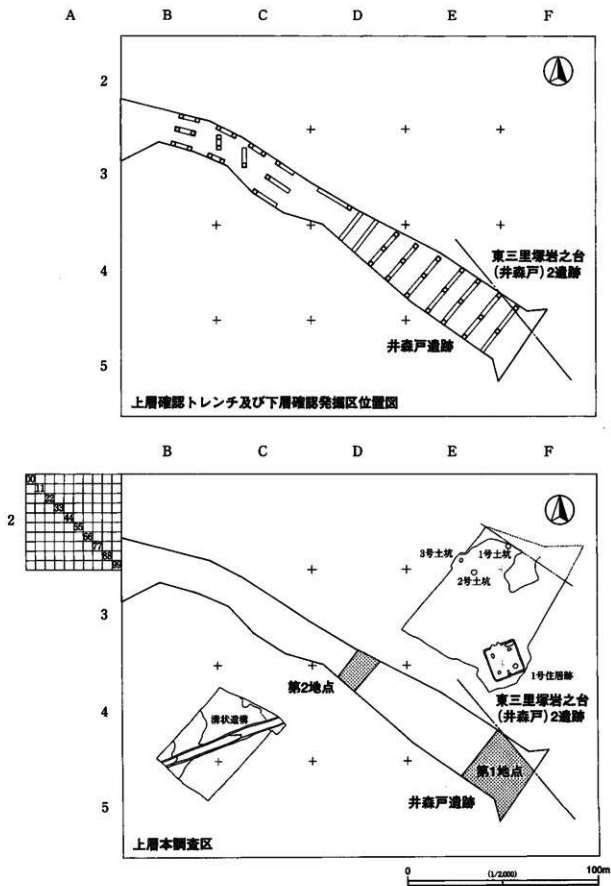 A B C D E F
2
3
4
5
東三里塚岩之台
(井森戸)2遺跡
井森戸遺跡
上層確認トレンチ及び下層確認発掘区位置図
B C D E F
00
11
22
33
44
55
66
77
88
99
2
3
4
5
3号土坑
1号土坑
2号土坑
1号住居跡
第2地点
東三里塚岩之台
(井森戸)2遺跡
溝状遺構
第1地点
井森戸遺跡
上層本調査区
0 (1/2,000) 100m